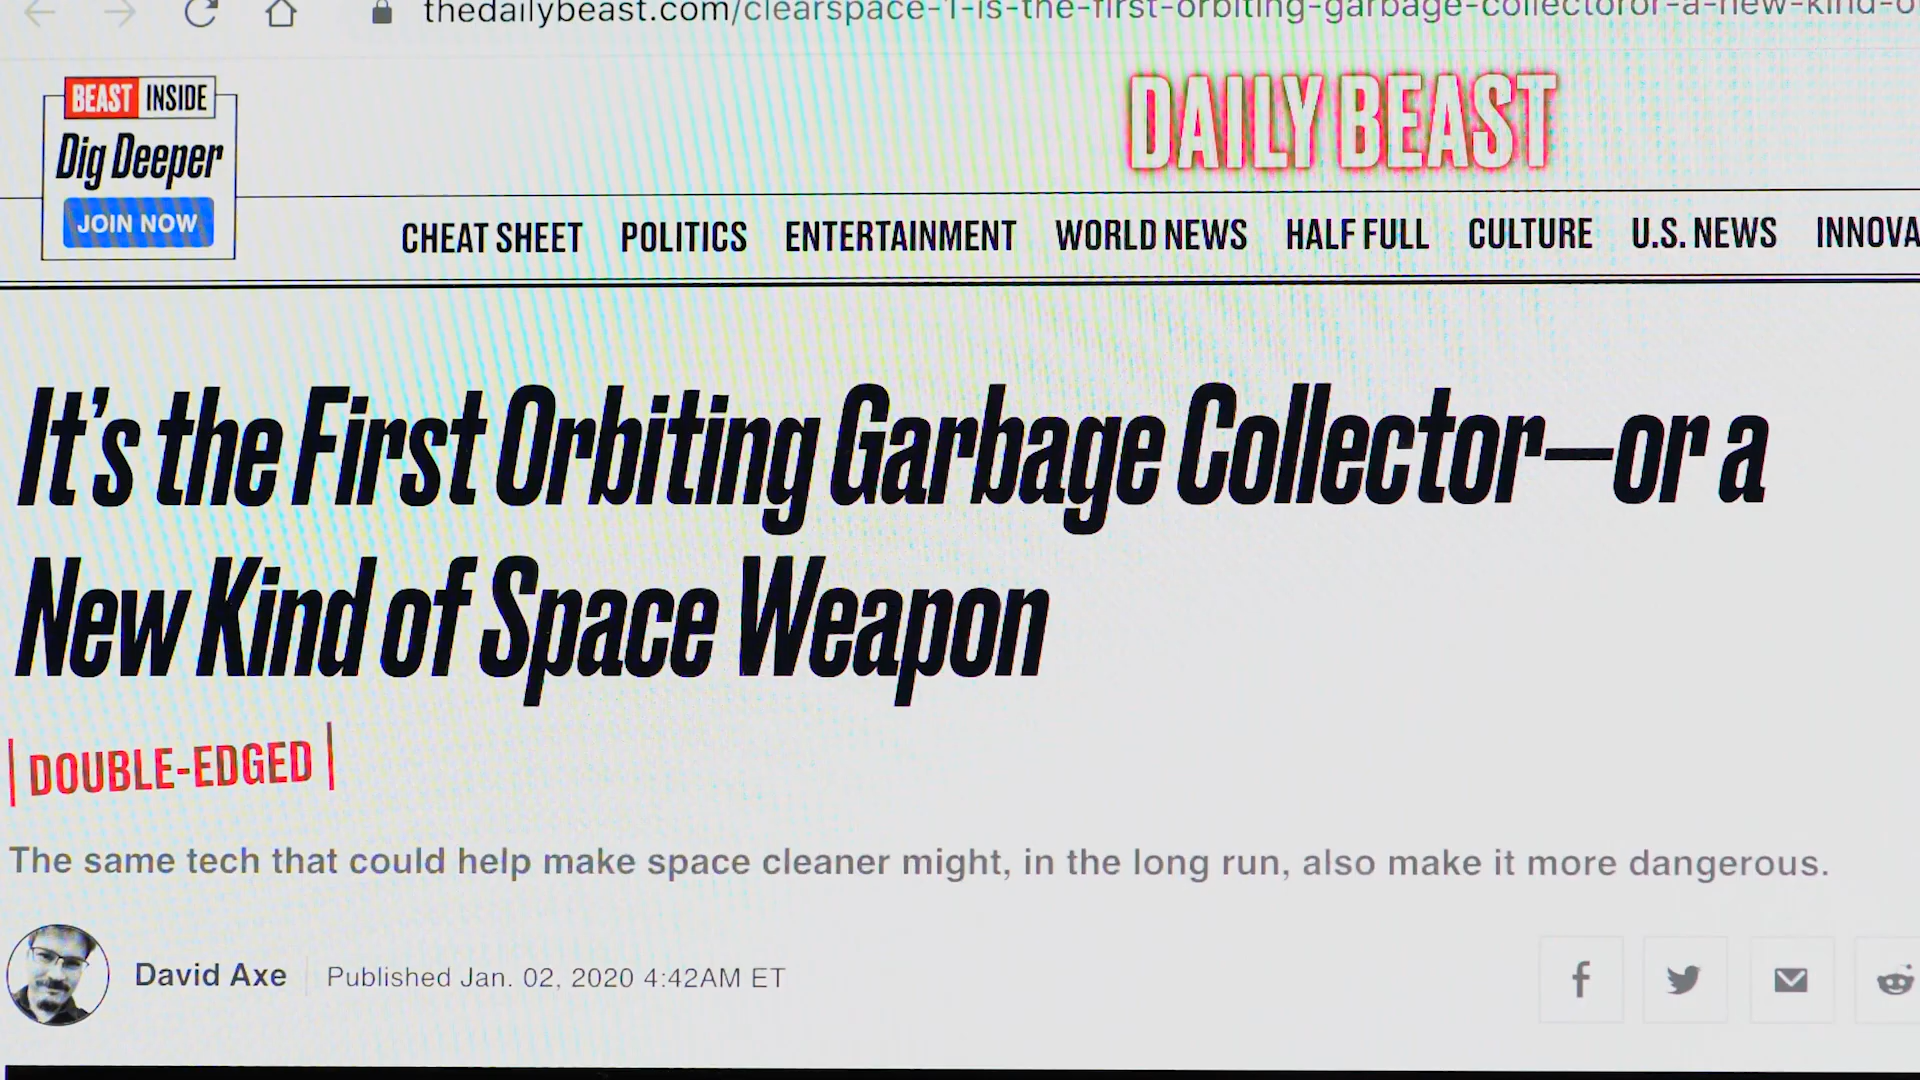 thedailybeast.com/clearspace-1-is-the-first-orbiting-garbage-collectoror-a-new-kind-o
BEAST INSIDE
Dig Deeper
JOIN NOW
DAILY BEAST
CHEAT SHEET POLITICS ENTERTAINMENT WORLD NEWS HALF FULL CULTURE U.S. NEWS INNOVA
It's the First Orbiting Garbage Collector—or a
New Kind of Space Weapon
DOUBLE-EDGED
The same tech that could help make space cleaner might, in the long run, also make it more dangerous.
David Axe Published Jan. 02, 2020 4:42AM ET